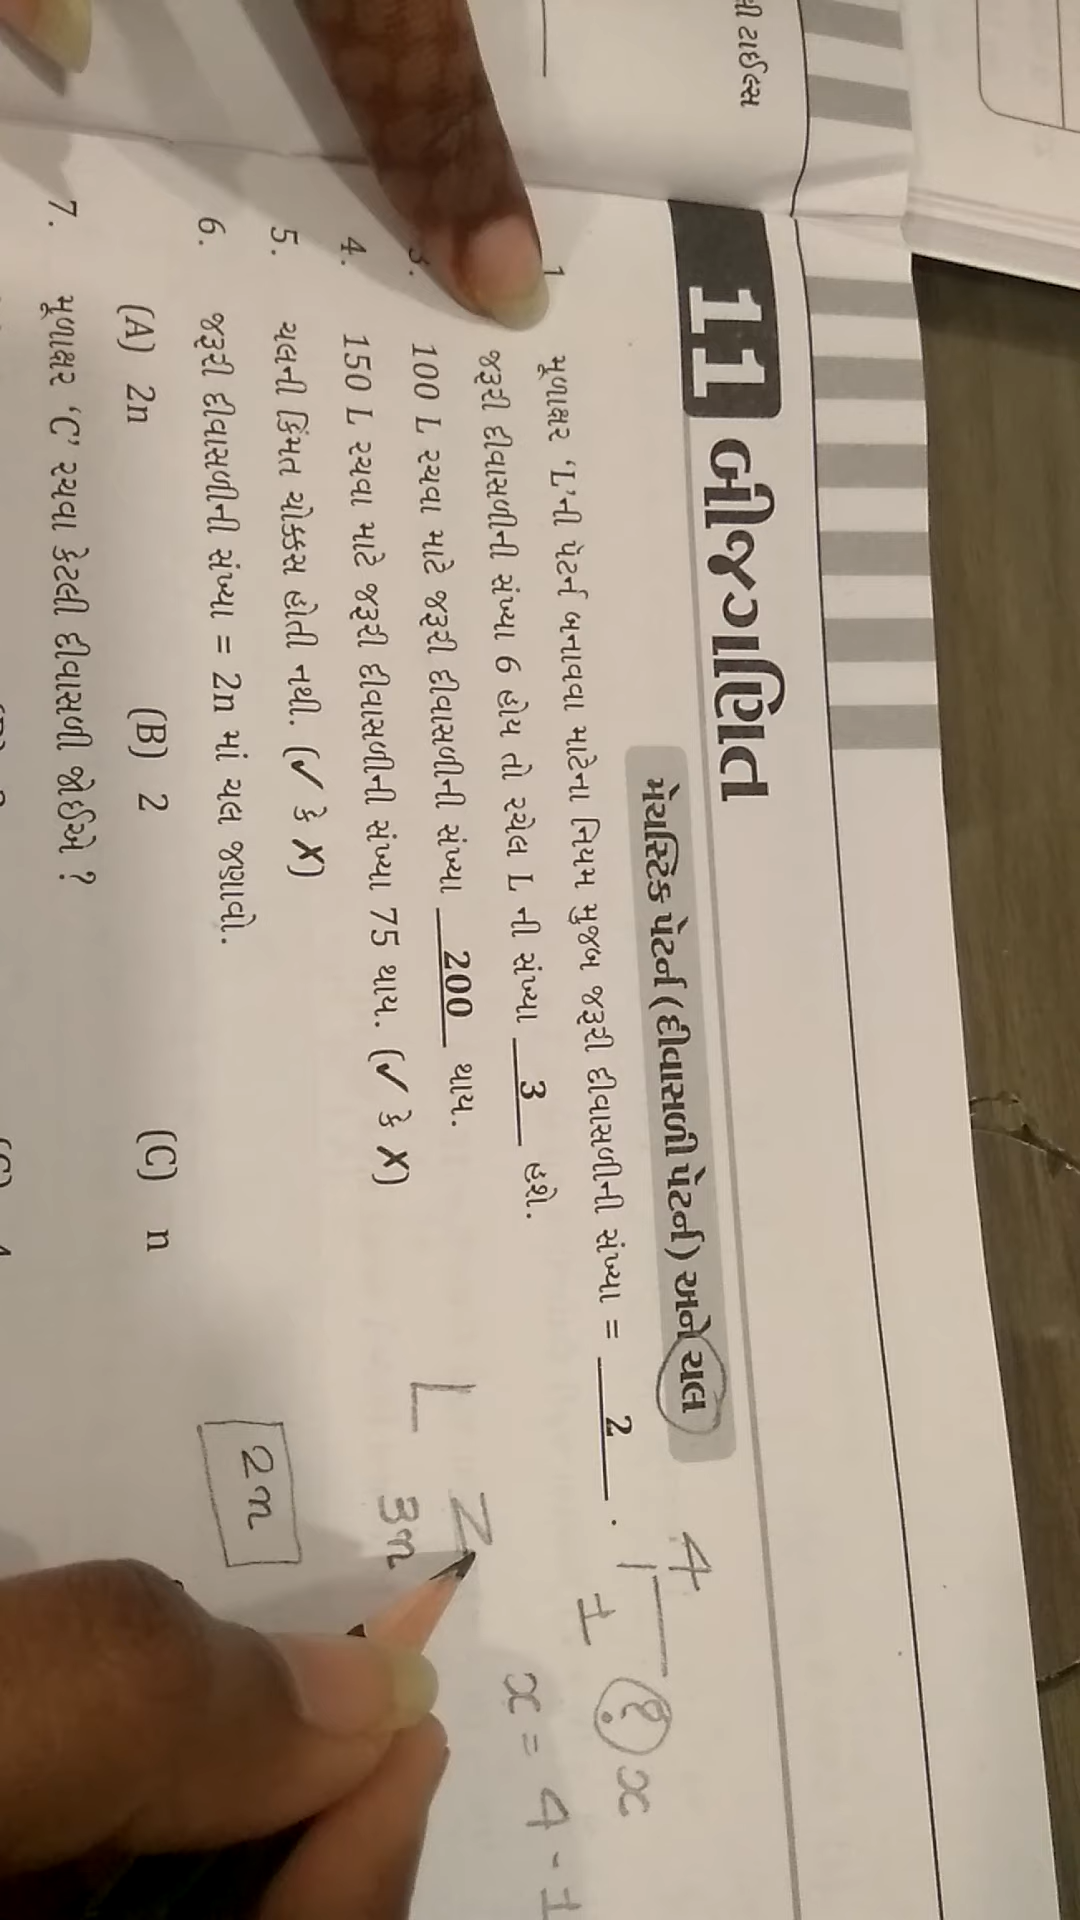 ી ટાઈલ્સ
11 બીજગણિત
મેચસ્ટિક પેટર્ન (દીવાસળી પેટર્ન) અને ચલ
1. મૂળાક્ષર 'L'ની પેટર્ન બનાવવા માટેના નિયમ મુજબ જરૂરી દીવાસળીની સંખ્યા = 2 .
જરૂરી દીવાસળીની સંખ્યા 6 હોય તો રચેલ L ની સંખ્યા 3 હશે.
3. 100 L રચવા માટે જરૂરી દીવાસળીની સંખ્યા 200 થાય.
4. 150 L રચવા માટે જરૂરી દીવાસળીની સંખ્યા 75 થાય. (✓ કે X)
5. ચલની કિંમત ચોક્કસ હોતી નથી. (✓ કે X)
6. જરૂરી દીવાસળીની સંખ્યા = 2n માં ચલ જણાવો.
(A) 2n (B) 2 (C) n
7. મૂળાક્ષર 'C' રચવા કેટલી દીવાસળી જોઈએ ?
4
1
? x
x = 4 - 1
L Z
3n
2n